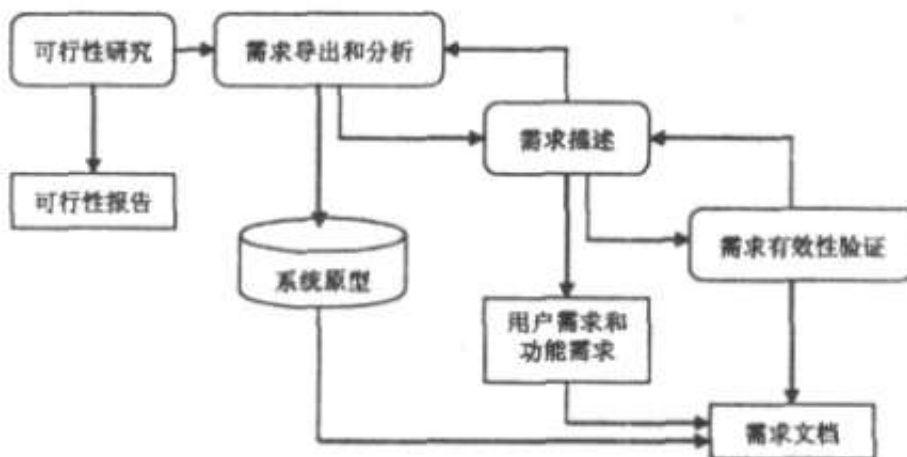 可行性研究
需求导出和分析
需求描述
可行性报告
需求有效性验证
系统原型
用户需求和
功能需求
需求文档